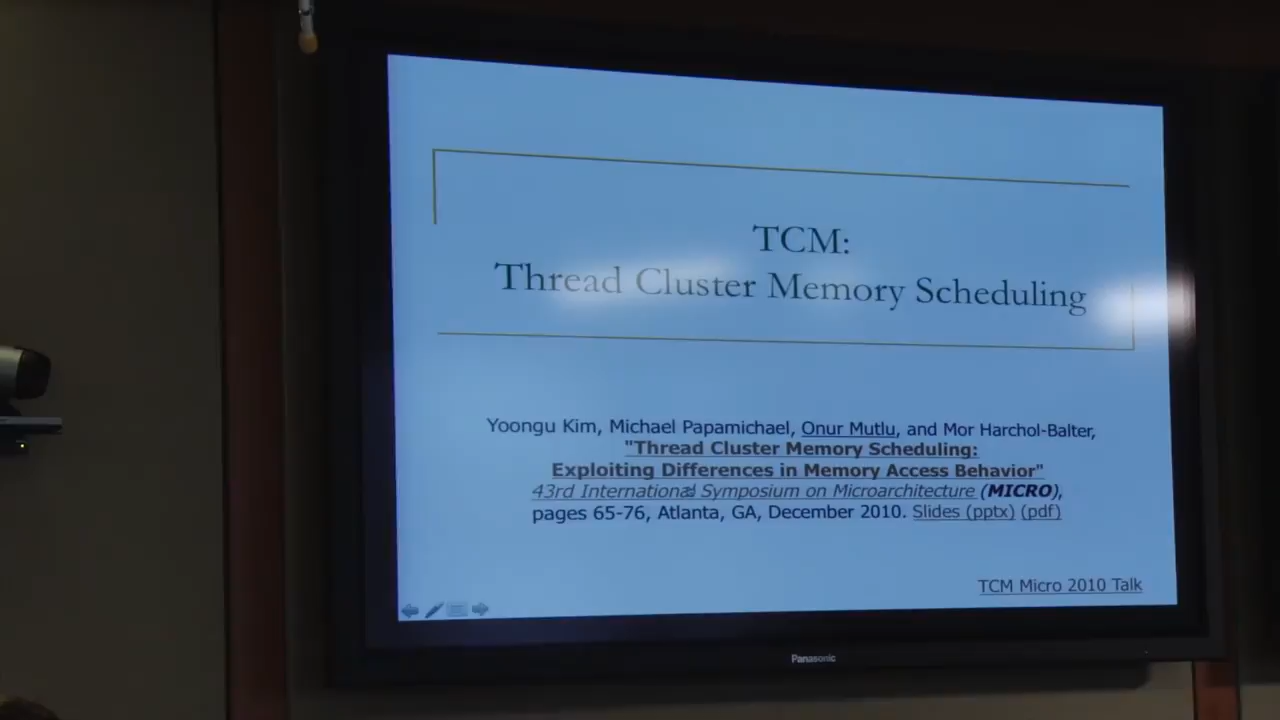 TCM:
Thread Cluster Memory Scheduling
Yoongu Kim, Michael Papamichael, Onur Mutlu, and Mor Harchol-Balter,
"Thread Cluster Memory Scheduling:
Exploiting Differences in Memory Access Behavior"
43rd International Symposium on Microarchitecture (MICRO),
pages 65-76, Atlanta, GA, December 2010. Slides (pptx) (pdf)
TCM Micro 2010 Talk
Panasonic